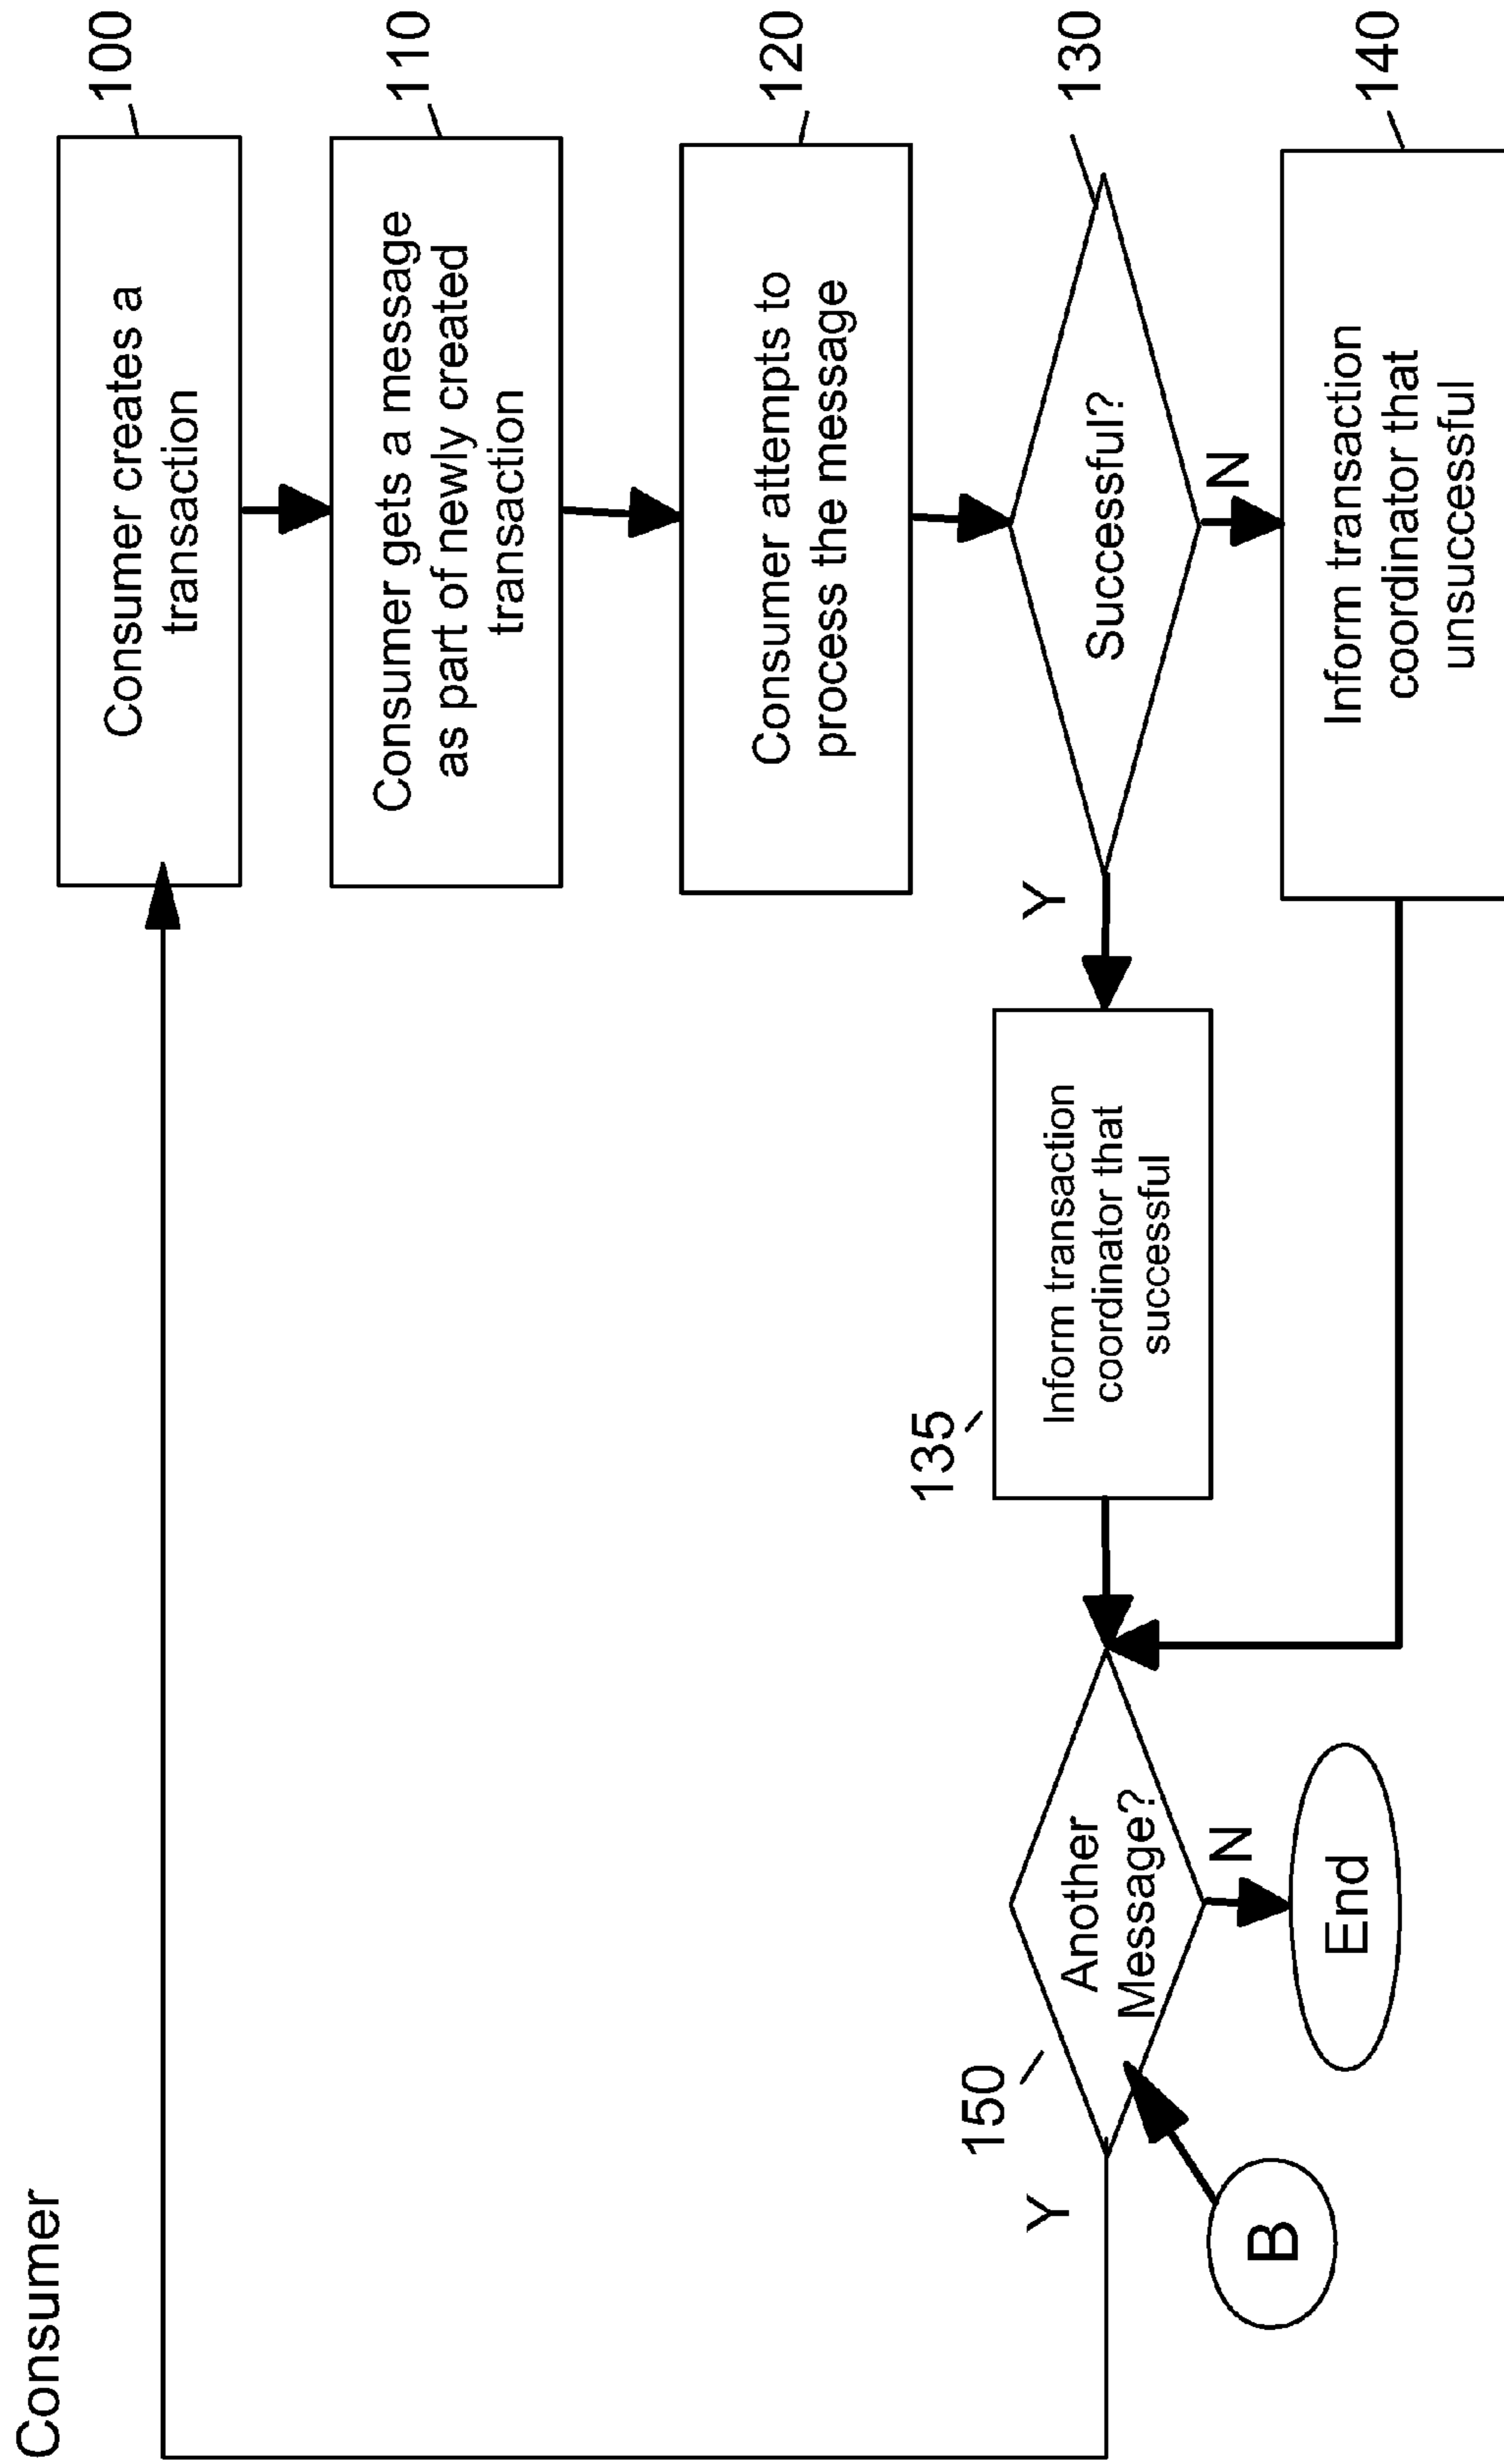 Consumer
Consumer creates a
transaction
100
Consumer gets a message
as part of newly created
transaction
110
Consumer attempts to
process the message
120
Successful?
130
Y
N
Inform transaction
coordinator that
successful
135
Inform transaction
coordinator that
unsuccessful
140
Another
Message?
150
Y
N
B
End